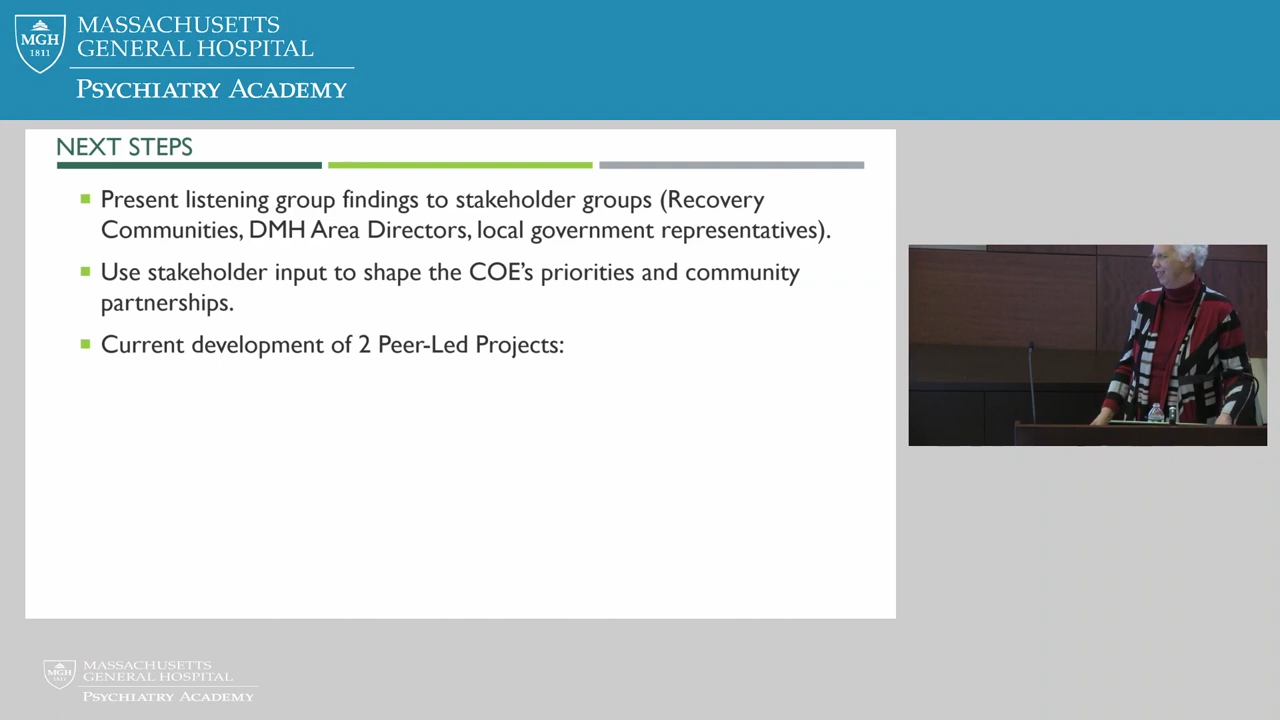 MGH
1811
MASSACHUSETTS
GENERAL HOSPITAL
PSYCHIATRY ACADEMY
NEXT STEPS
Present listening group findings to stakeholder groups (Recovery
Communities, DMH Area Directors, local government representatives).
Use stakeholder input to shape the COE's priorities and community
partnerships.
Current development of 2 Peer-Led Projects:
MGH
1811
MASSACHUSETTS
GENERAL HOSPITAL
PSYCHIATRY ACADEMY